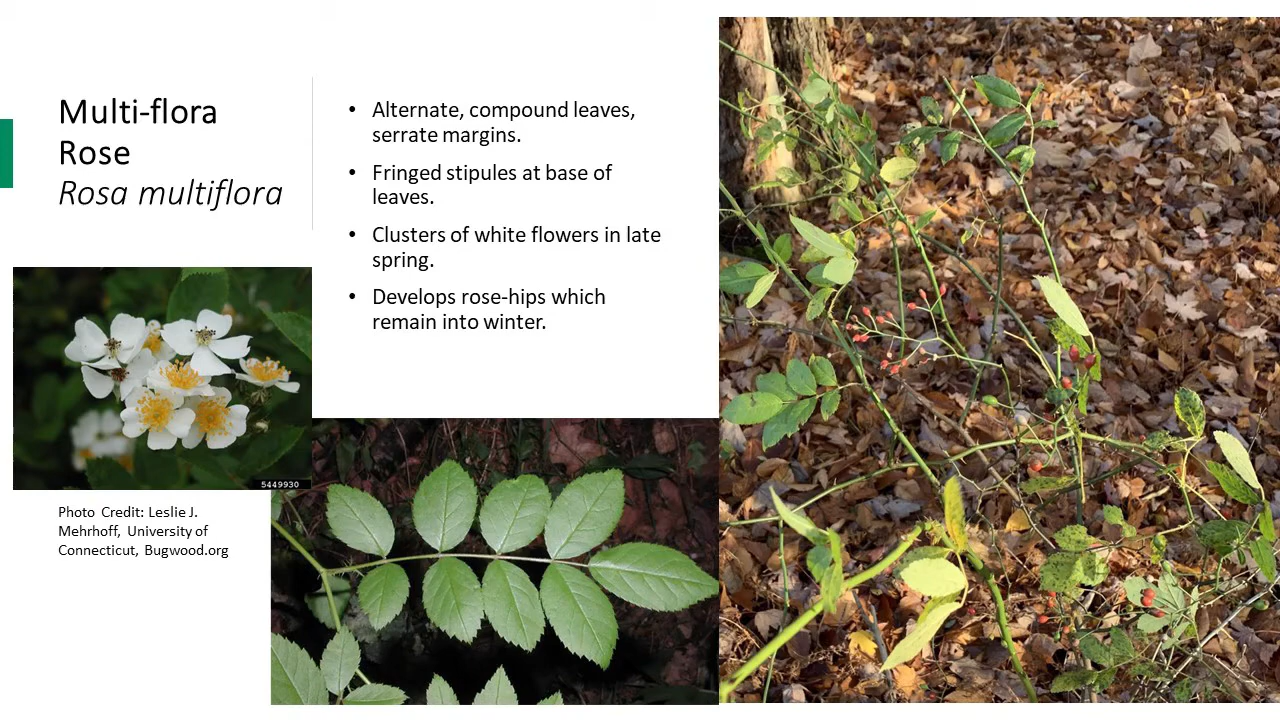 Multi-flora
Rose
Rosa multiflora
• Alternate, compound leaves,
serrate margins.
• Fringed stipules at base of
leaves.
• Clusters of white flowers in late
spring.
• Develops rose-hips which
remain into winter.
5449930
Photo Credit: Leslie J.
Mehrhoff, University of
Connecticut, Bugwood.org